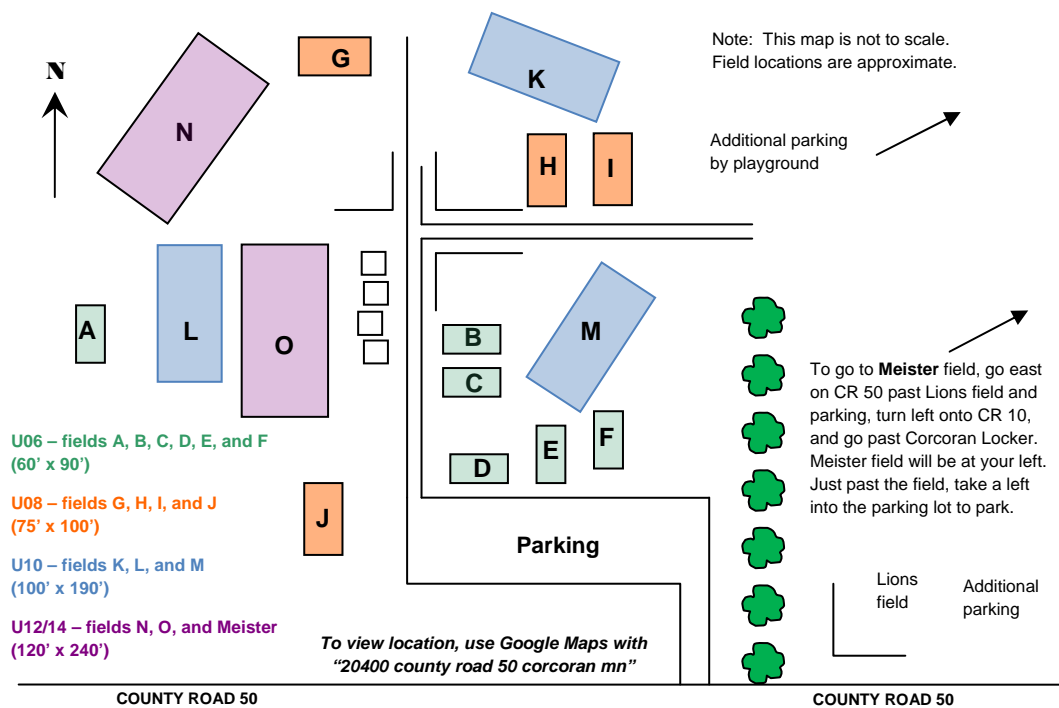 N
G
K
N
H
I
Note: This map is not to scale.
Field locations are approximate.
Additional parking
by playground
A
L
O
B
C
M
D
E
F
J
To go to Meister field, go east
on CR 50 past Lions field and
parking, turn left onto CR 10,
and go past Corcoran Locker.
Meister field will be at your left.
Just past the field, take a left
into the parking lot to park.
U06 – fields A, B, C, D, E, and F
(60’ x 90’)
U08 – fields G, H, I, and J
(75’ x 100’)
U10 – fields K, L, and M
(100’ x 190’)
U12/14 – fields N, O, and Meister
(120’ x 240’)
Parking
Lions
field
Additional
parking
To view location, use Google Maps with
“20400 county road 50 corcoran mn”
COUNTY ROAD 50
COUNTY ROAD 50